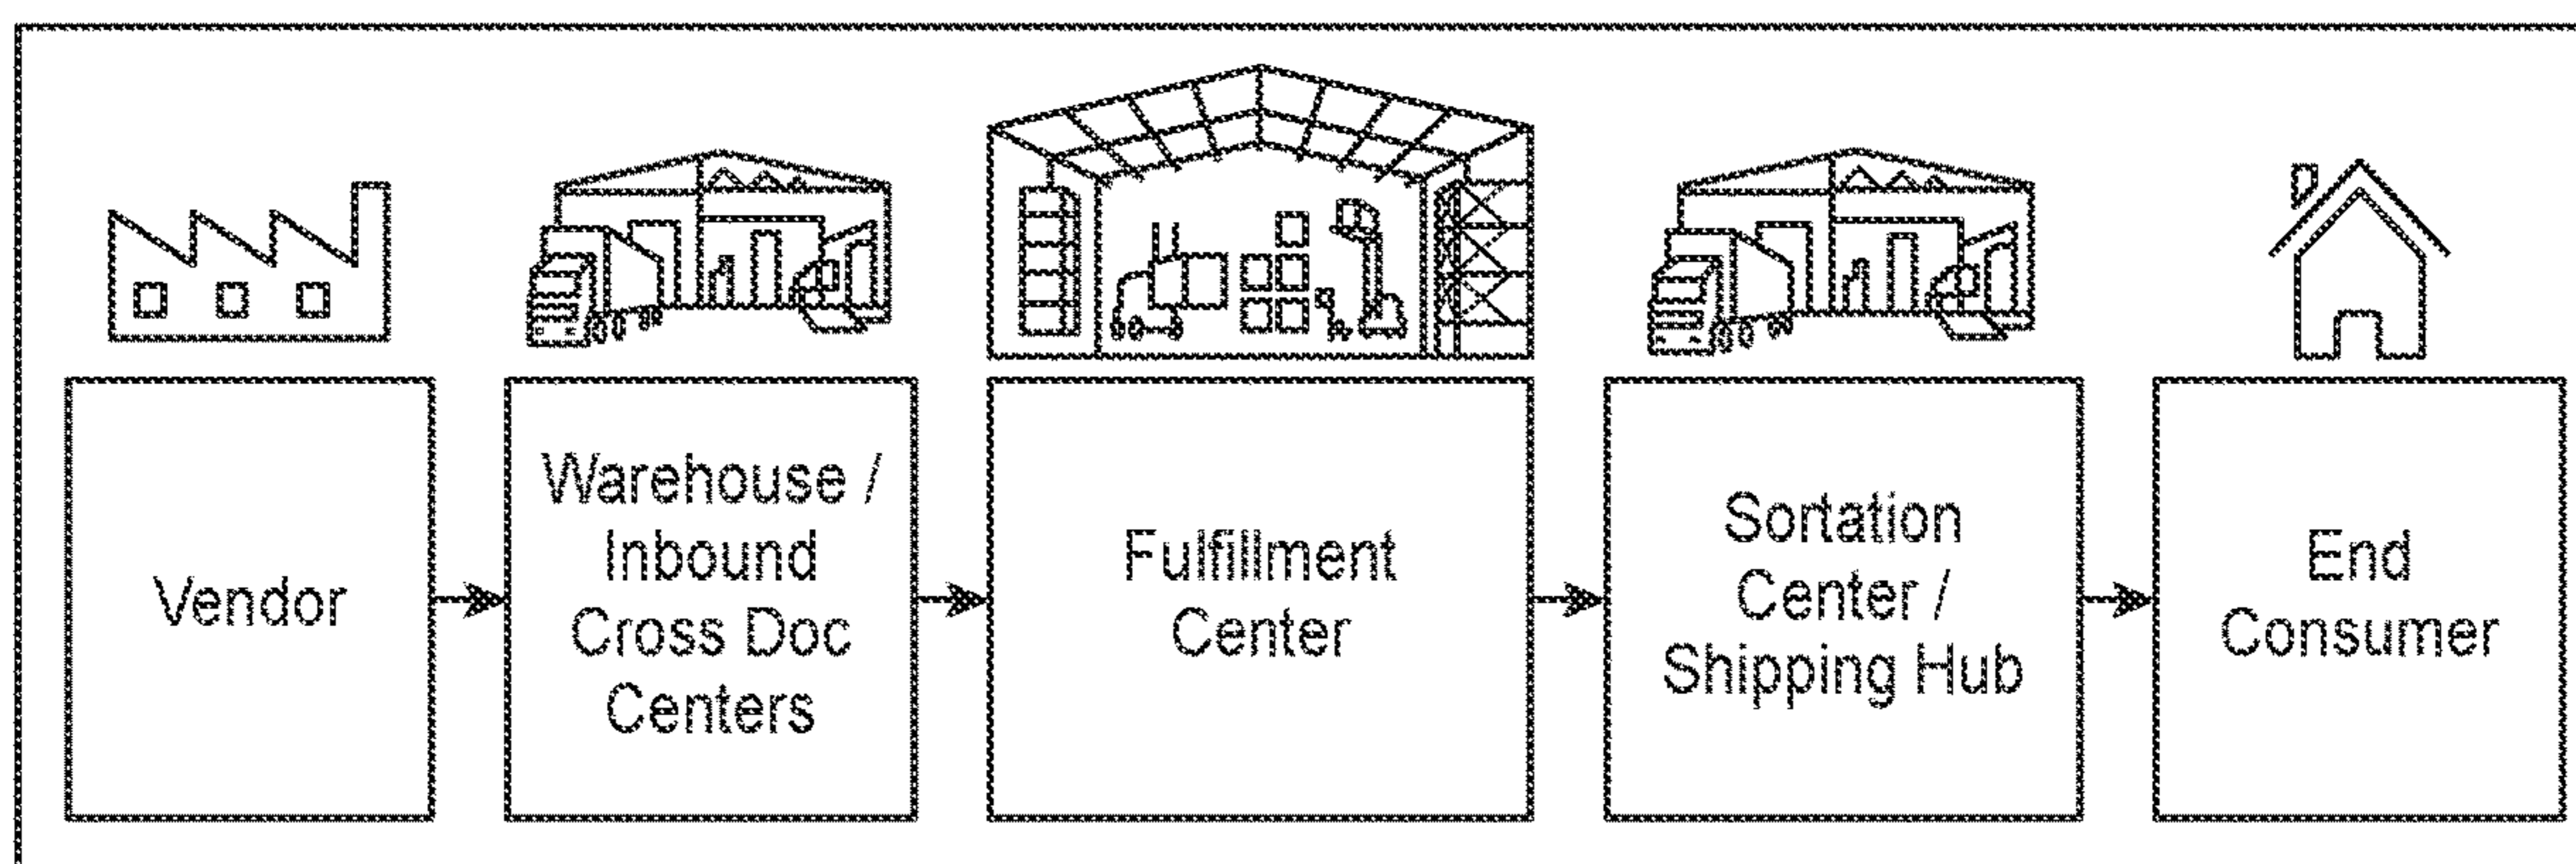 Vendor
Warehouse /
Inbound
Cross Doc
Centers
Fulfillment
Center
Sortation
Center /
Shipping Hub
End
Consumer